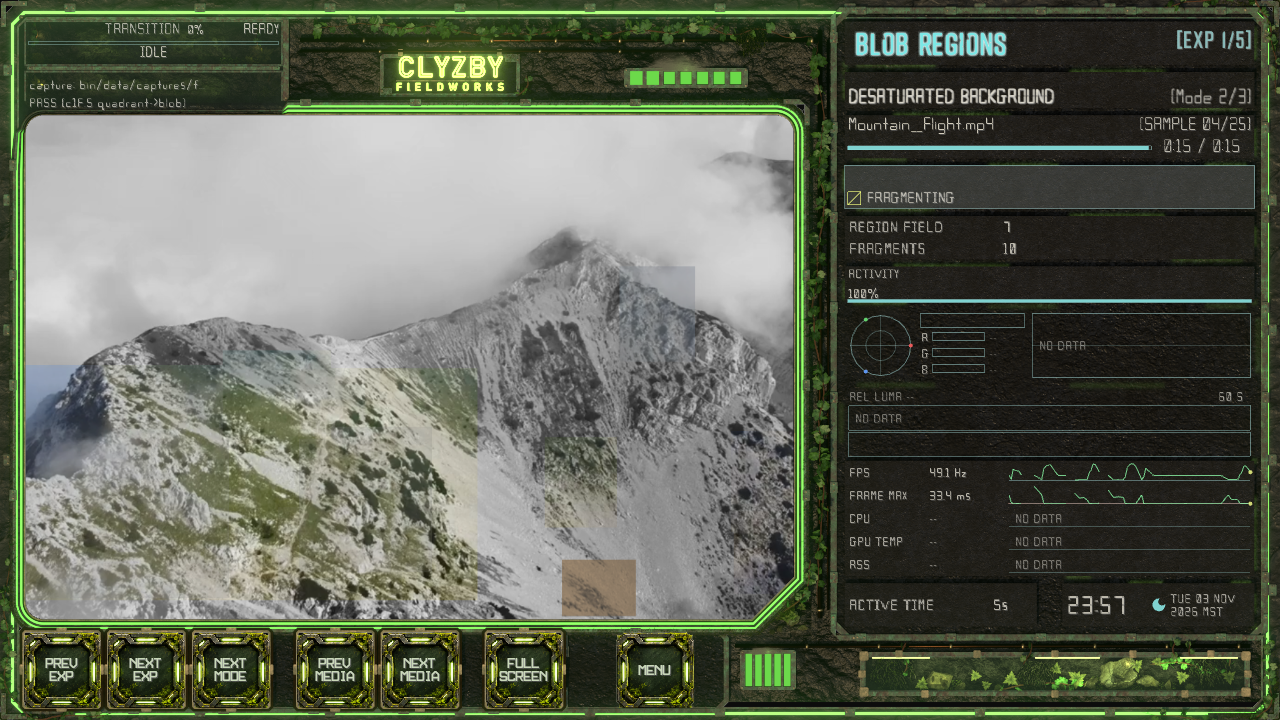 TRANSITION 0% READY
IDLE
capture: bin/data/captures/f
PASS (c1F5 quadrant->blob)
CLYZBY
FIELDWORKS
BLOB REGIONS [EXP 1/5]
DESATURATED BACKGROUND (Mode 2/3)
Mountain_Flight.mp4 (SAMPLE 04/25)
0:15 / 0:15
FRAGMENTING
REGION FIELD 7
FRAGMENTS 10
ACTIVITY
100%
R --
G --
B --
NO DATA
REL LUMA -- 60 S
NO DATA
FPS 49.1 Hz
FRAME MAX 33.4 ms
CPU -- NO DATA
GPU TEMP -- NO DATA
RSS -- NO DATA
ACTIVE TIME 5s
23:57
TUE 03 NOV
2026 MST
PREV EXP
NEXT EXP
NEXT MODE
PREV MEDIA
NEXT MEDIA
FULL SCREEN
MENU